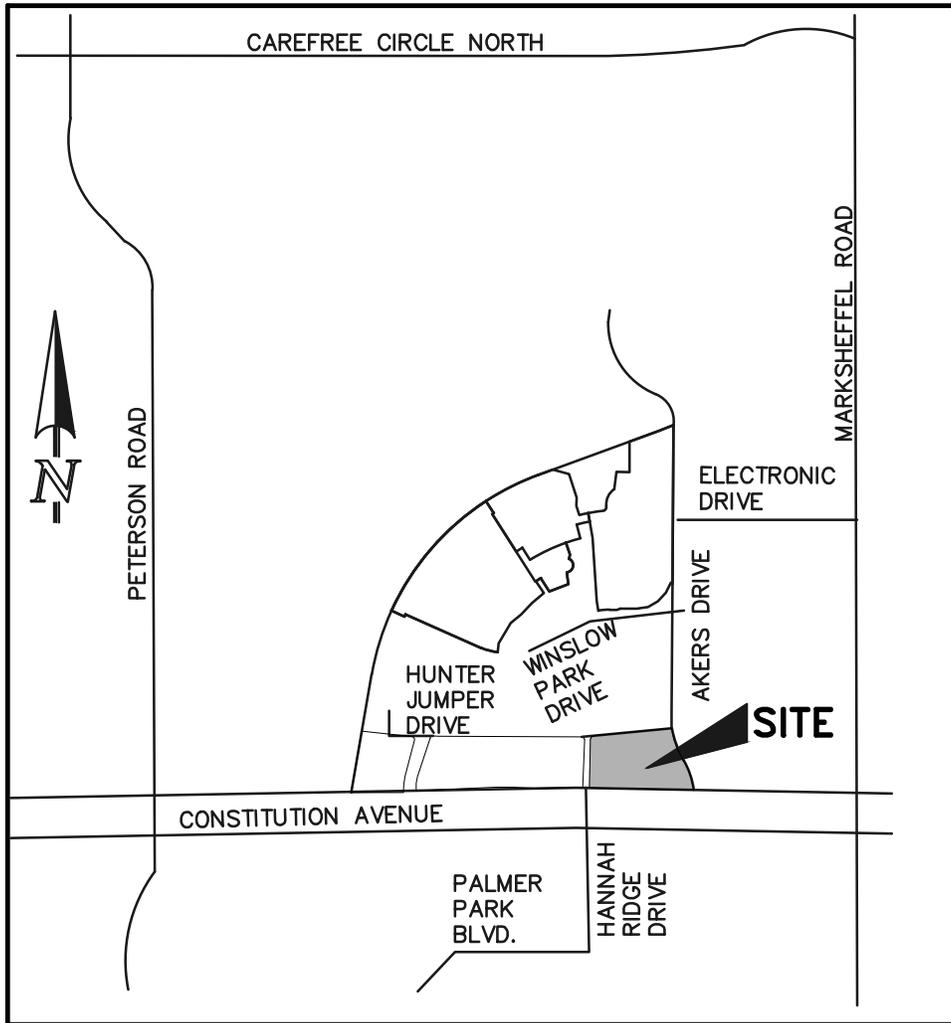 CAREFREE CIRCLE NORTH
MARKSHEFFEL ROAD
PETERSON ROAD
N
ELECTRONIC
DRIVE
AKERS DRIVE
WINSLOW
PARK
DRIVE
HUNTER
JUMPER
DRIVE
SITE
CONSTITUTION AVENUE
PALMER
PARK
BLVD.
HANNAH
RIDGE
DRIVE